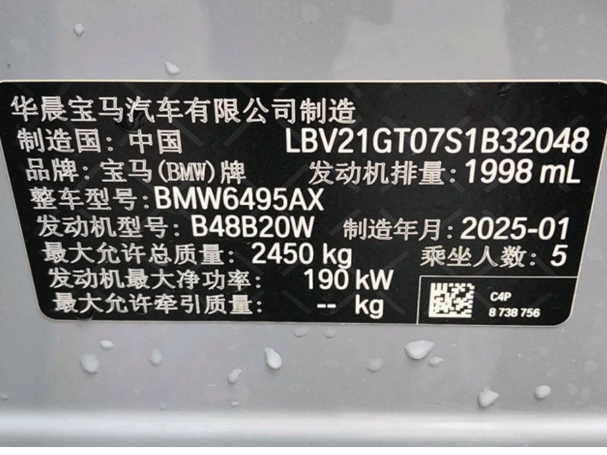 华晨宝马汽车有限公司制造
制造国: 中国 LBV21GT07S1B32048
品牌: 宝马(BMW)牌 发动机排量: 1998 mL
整车型号: BMW6495AX
发动机型号: B48B20W 制造年月: 2025-01
最大允许总质量: 2450 kg 乘坐人数: 5
发动机最大净功率: 190 kW
最大允许牵引质量: -- kg
C4P
8 738 756